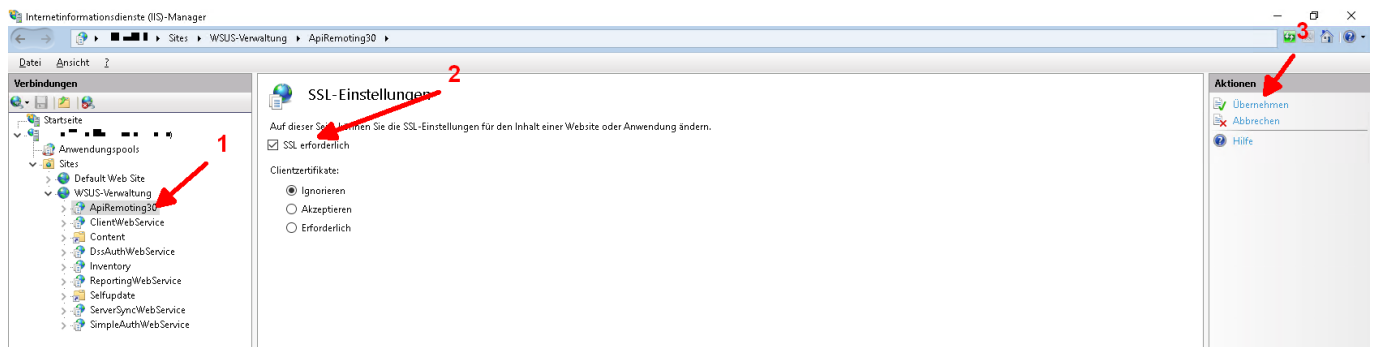 Internetinformationsdienste (IIS)-Manager
Sites WSUS-Verwaltung ApiRemoting30
Datei Ansicht ?
Verbindungen
Startseite
Anwendungspools
Sites
Default Web Site
WSUS-Verwaltung
ApiRemoting30
ClientWebService
Content
DssAuthWebService
Inventory
ReportingWebService
Selfupdate
ServerSyncWebService
SimpleAuthWebService
1
2
SSL-Einstellungen
Auf dieser Seite können Sie die SSL-Einstellungen für den Inhalt einer Website oder Anwendung ändern.
SSL erforderlich
Clientzertifikate:
Ignorieren
Akzeptieren
Erforderlich
3
Aktionen
Übernehmen
Abbrechen
Hilfe